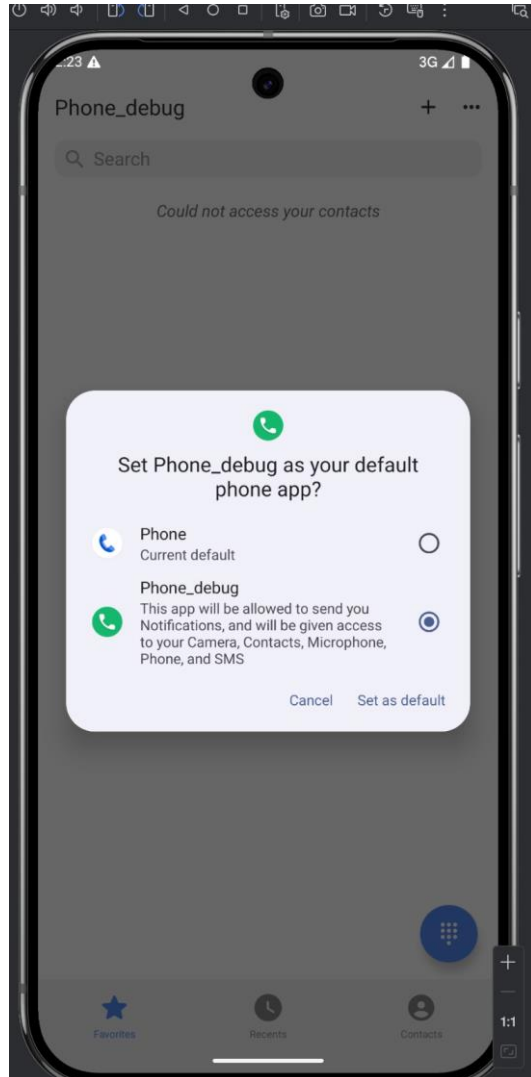 2:23
3G
Phone_debug
Search
Could not access your contacts
Set Phone_debug as your default
phone app?
Phone
Current default
Phone_debug
This app will be allowed to send you
Notifications, and will be given access
to your Camera, Contacts, Microphone,
Phone, and SMS
Cancel Set as default
Favorites Recents Contacts
1:1